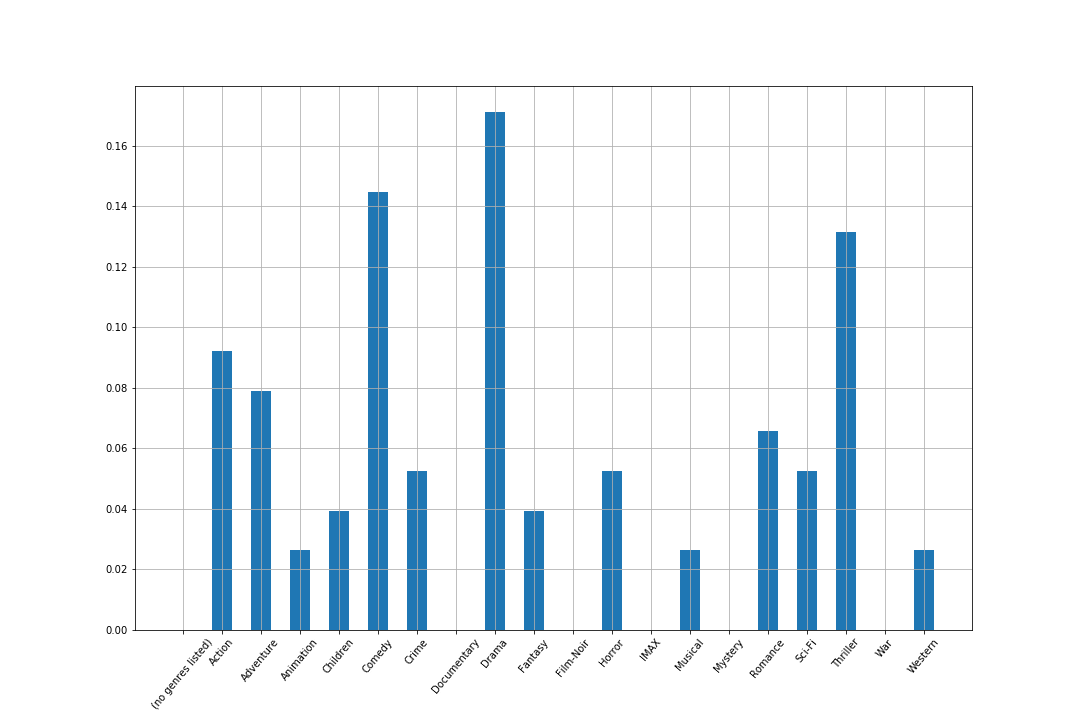 0.16
0.14
0.12
0.10
0.08
0.06
0.04
0.02
0.00
(no genres listed)
Action
Adventure
Animation
Children
Comedy
Crime
Documentary
Drama
Fantasy
Film-Noir
Horror
IMAX
Musical
Mystery
Romance
Sci-Fi
Thriller
War
Western